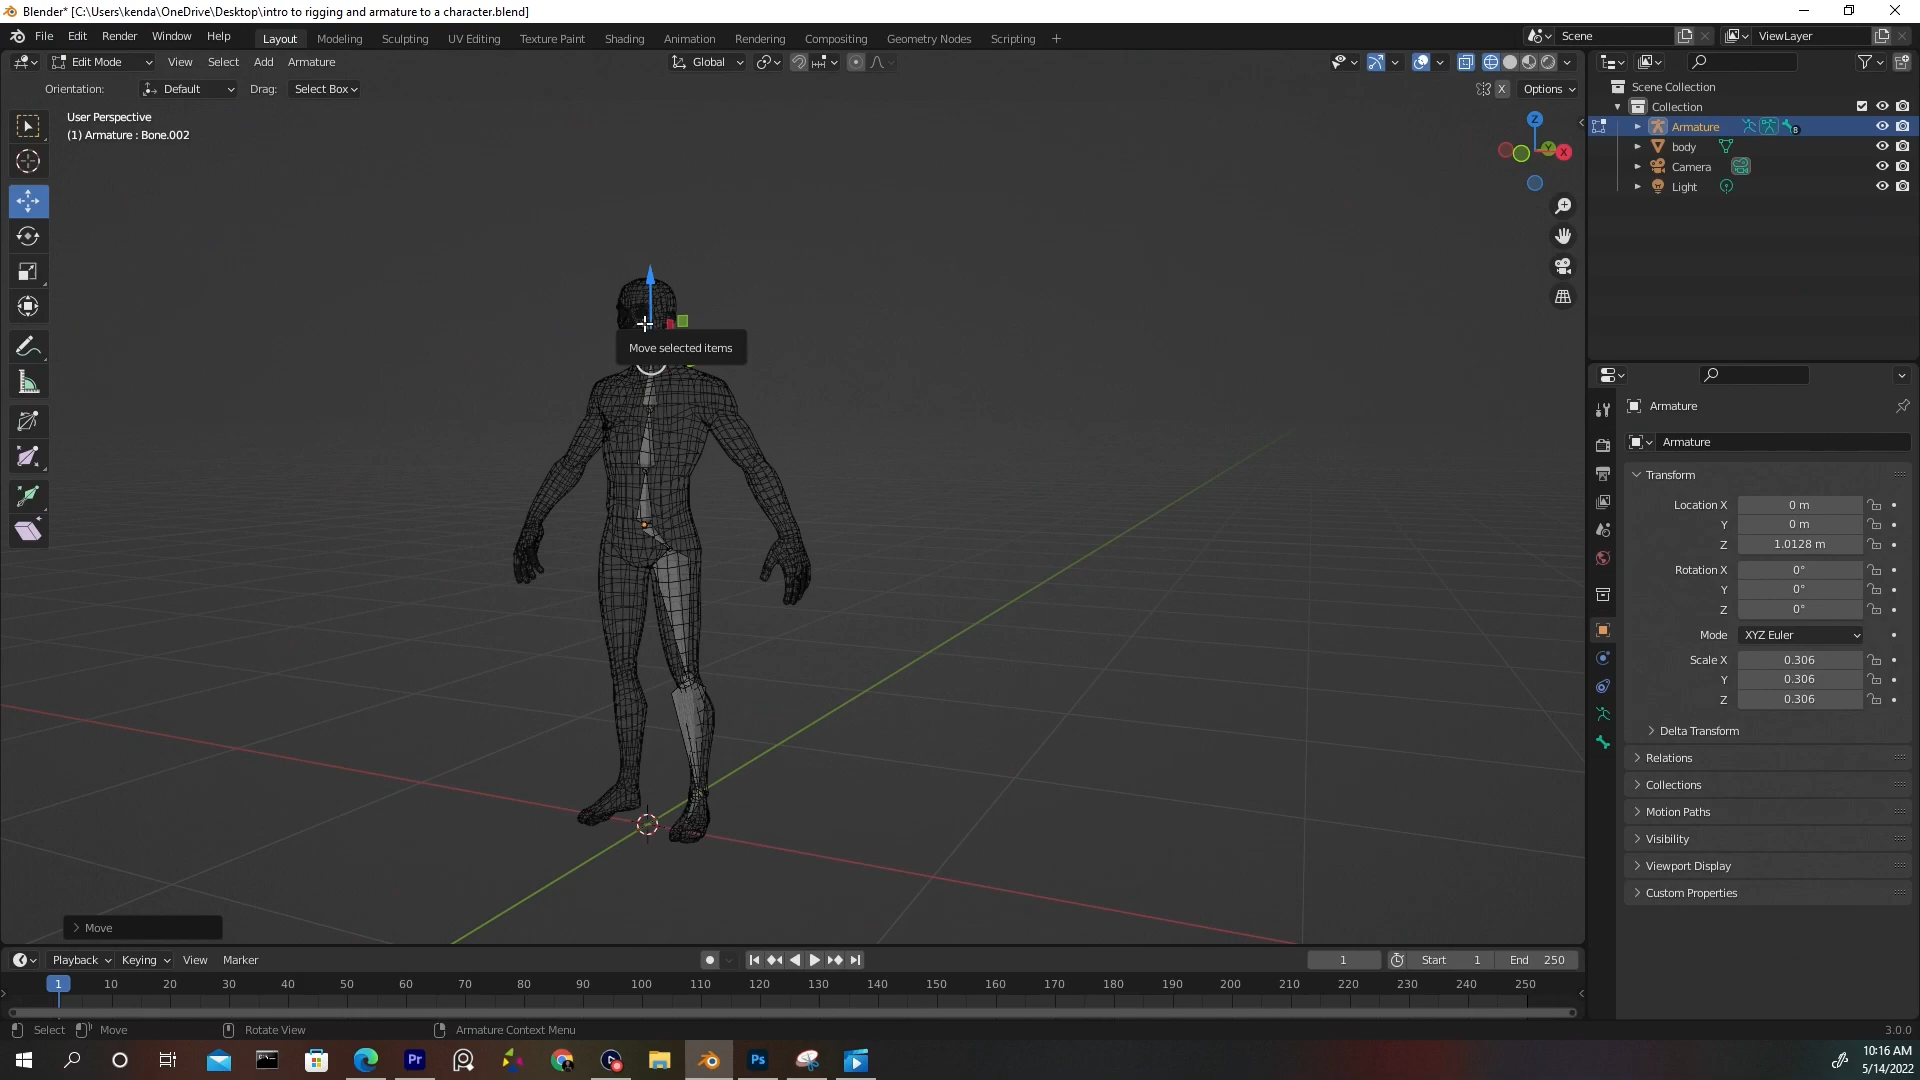 Blender* [C:\Users\kenda\OneDrive\Desktop\intro to rigging and armature to a character.blend]
File Edit Render Window Help Layout Modeling Sculpting UV Editing Texture Paint Shading Animation Rendering Compositing Geometry Nodes Scripting + Scene ViewLayer
Edit Mode View Select Add Armature Global
Orientation: Default Drag: Select Box X Options
User Perspective
(1) Armature : Bone.002
Z
Y
X
Move selected items
Move
Scene Collection
Collection
Armature 8
body
Camera
Light
Armature
Armature
Transform
Location X 0 m
Y 0 m
Z 1.0128 m
Rotation X 0°
Y 0°
Z 0°
Mode XYZ Euler
Scale X 0.306
Y 0.306
Z 0.306
Delta Transform
Relations
Collections
Motion Paths
Visibility
Viewport Display
Custom Properties
Playback Keying View Marker 1 Start 1 End 250
1 10 20 30 40 50 60 70 80 90 100 110 120 130 140 150 160 170 180 190 200 210 220 230 240 250
Select Move Rotate View Armature Context Menu 3.0.0
Pr Ps
10:16 AM
5/14/2022